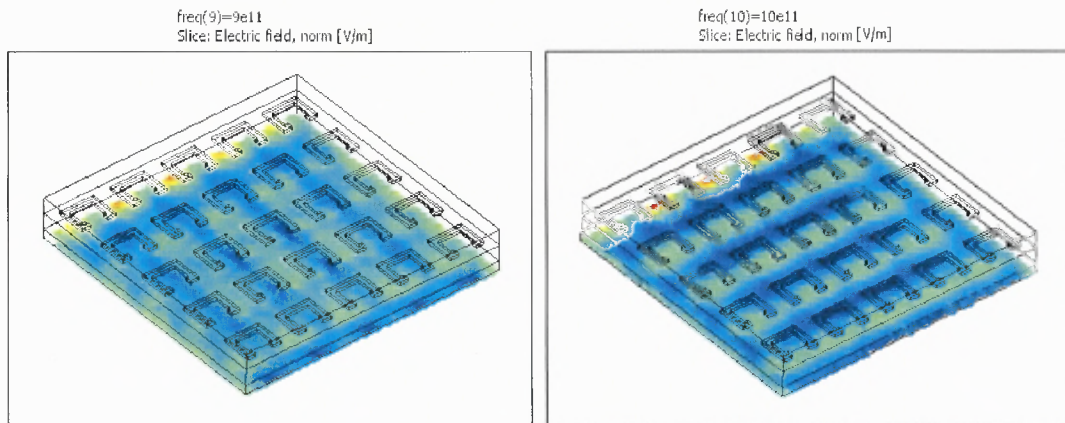 freq(9)=9e11
Slice: Electric field, norm [V/m]
freq(10)=10e11
Slice: Electric field, norm [V/m]